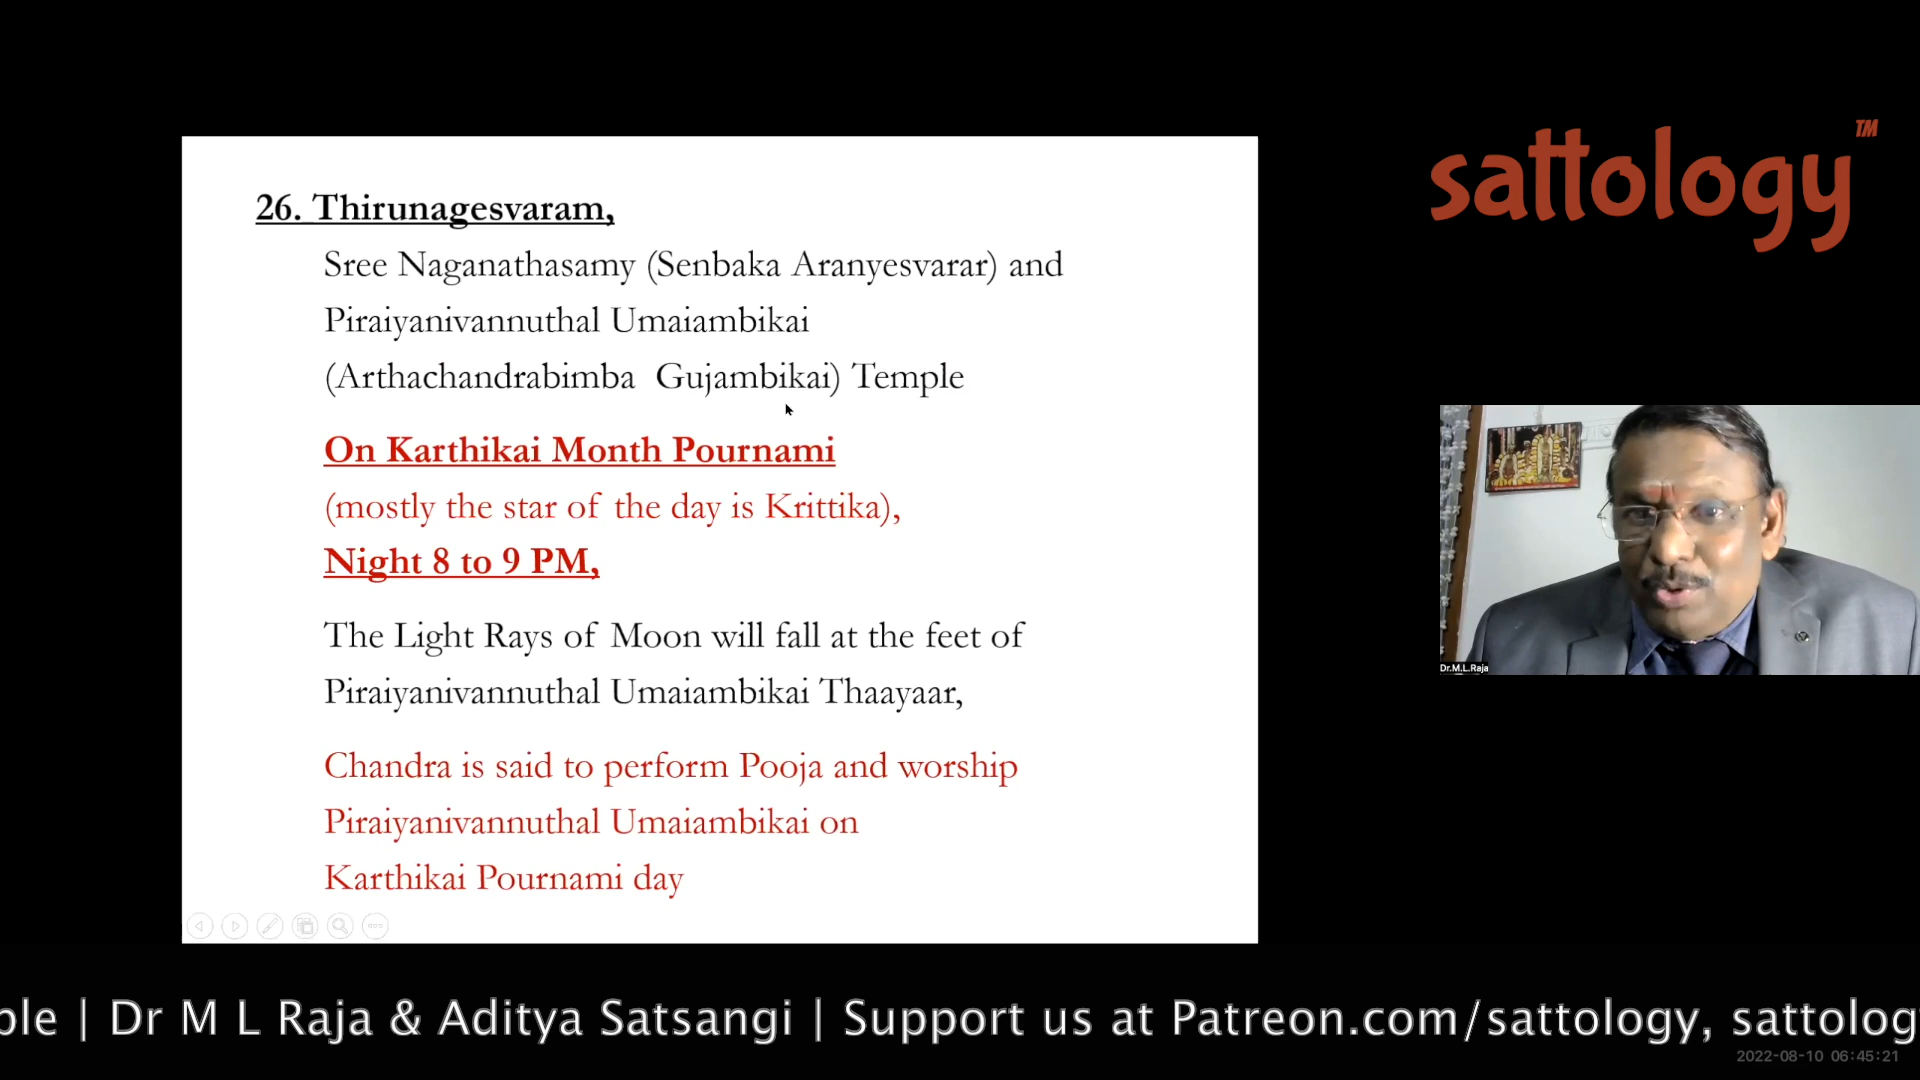 sattology™
26. Thirunagesvaram,
Sree Naganathasamy (Senbaka Aranyesvarar) and
Piraiyanivannuthal Umaiambikai
(Arthachandrabimba Gujambikai) Temple
On Karthikai Month Pournami
(mostly the star of the day is Krittika),
Night 8 to 9 PM,
The Light Rays of Moon will fall at the feet of
Piraiyanivannuthal Umaiambikai Thaayaar,
Chandra is said to perform Pooja and worship
Piraiyanivannuthal Umaiambikai on
Karthikai Pournami day
Dr.M.L.Raja
ple | Dr M L Raja & Aditya Satsangi | Support us at Patreon.com/sattology, sattology
2022-08-10 06:45:21